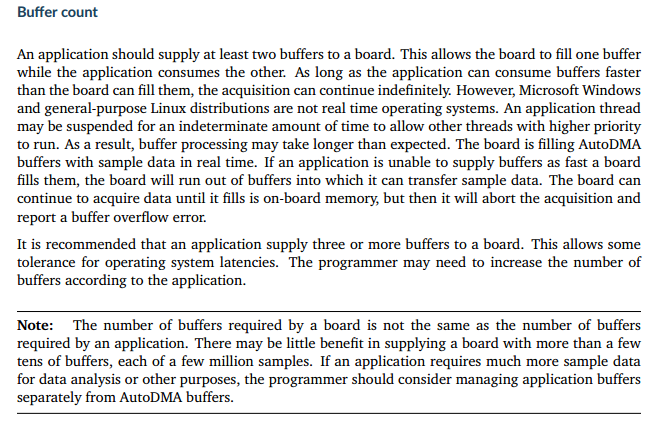 Buffer count
An application should supply at least two buffers to a board. This allows the board to fill one buffer
while the application consumes the other. As long as the application can consume buffers faster
than the board can fill them, the acquisition can continue indefinitely. However, Microsoft Windows
and general-purpose Linux distributions are not real time operating systems. An application thread
may be suspended for an indeterminate amount of time to allow other threads with higher priority
to run. As a result, buffer processing may take longer than expected. The board is filling AutoDMA
buffers with sample data in real time. If an application is unable to supply buffers as fast a board
fills them, the board will run out of buffers into which it can transfer sample data. The board can
continue to acquire data until it fills is on-board memory, but then it will abort the acquisition and
report a buffer overflow error.
It is recommended that an application supply three or more buffers to a board. This allows some
tolerance for operating system latencies. The programmer may need to increase the number of
buffers according to the application.
Note: The number of buffers required by a board is not the same as the number of buffers
required by an application. There may be little benefit in supplying a board with more than a few
tens of buffers, each of a few million samples. If an application requires much more sample data
for data analysis or other purposes, the programmer should consider managing application buffers
separately from AutoDMA buffers.